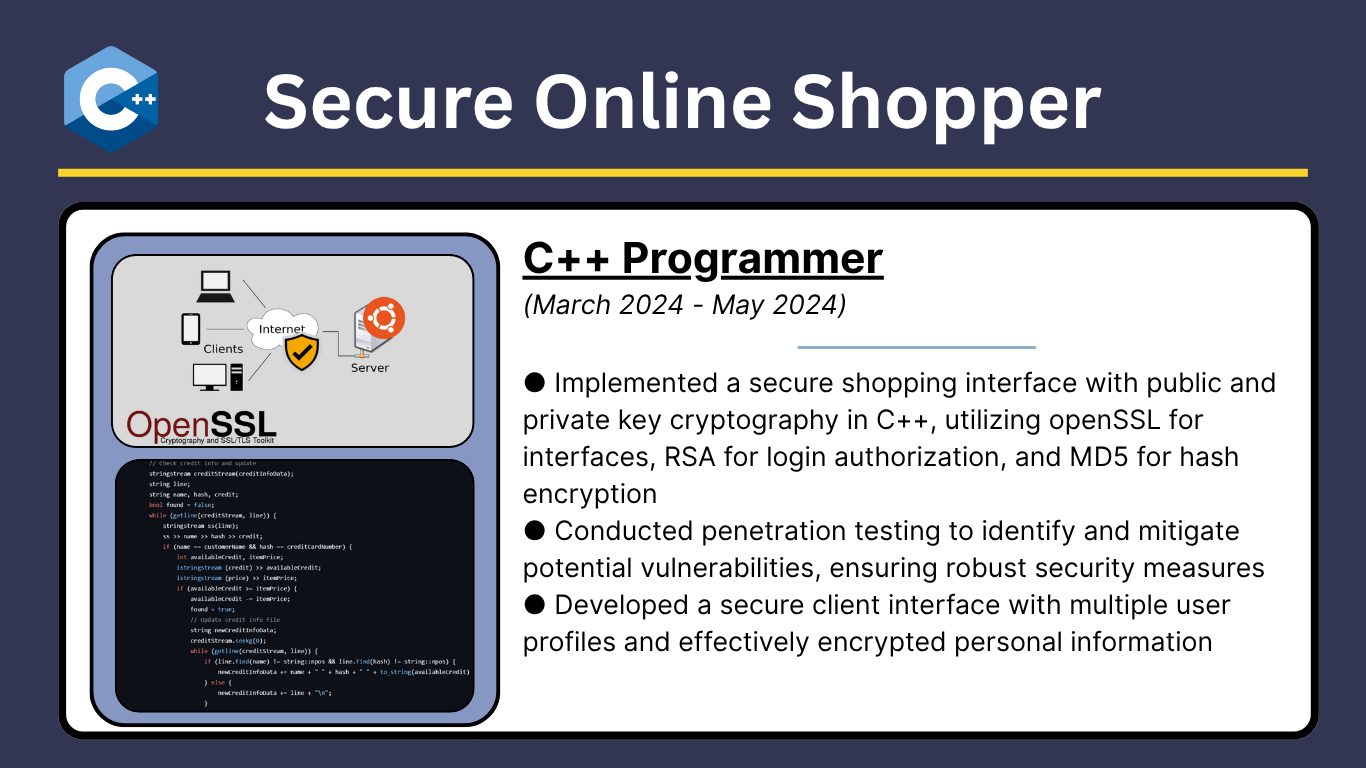 C++
Secure Online Shopper
Internet
Clients
Server
OpenSSL
Cryptography and SSL/TLS Toolkit
// Check credit info and update
stringstream creditStream(creditInfoData);
string line;
string name, hash, credit;
bool found = false;
while (getline(creditStream, line)) {
stringstream ss(line);
ss >> name >> hash >> credit;
if (name == customerName && hash == creditCardNumber) {
int availableCredit, itemPrice;
istringstream (credit) >> availableCredit;
istringstream (price) >> itemPrice;
if (availableCredit >= itemPrice) {
availableCredit -= itemPrice;
found = true;
// Update credit info file
string newCreditInfoData;
creditStream.seekg(0);
while (getline(creditStream, line)) {
if (line.find(name) != string::npos && line.find(hash) != string::npos) {
newCreditInfoData += name + " " + hash + " " + to_string(availableCredit)
} else {
newCreditInfoData += line + "\n";
}
C++ Programmer
(March 2024 - May 2024)
● Implemented a secure shopping interface with public and
private key cryptography in C++, utilizing openSSL for
interfaces, RSA for login authorization, and MD5 for hash
encryption
● Conducted penetration testing to identify and mitigate
potential vulnerabilities, ensuring robust security measures
● Developed a secure client interface with multiple user
profiles and effectively encrypted personal information